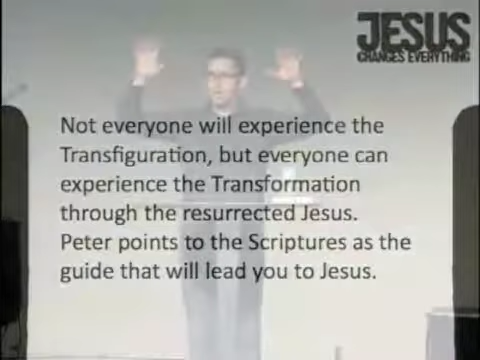 JESUS
CHANGES EVERYTHING
Not everyone will experience the
Transfiguration, but everyone can
experience the Transformation
through the resurrected Jesus.
Peter points to the Scriptures as the
guide that will lead you to Jesus.